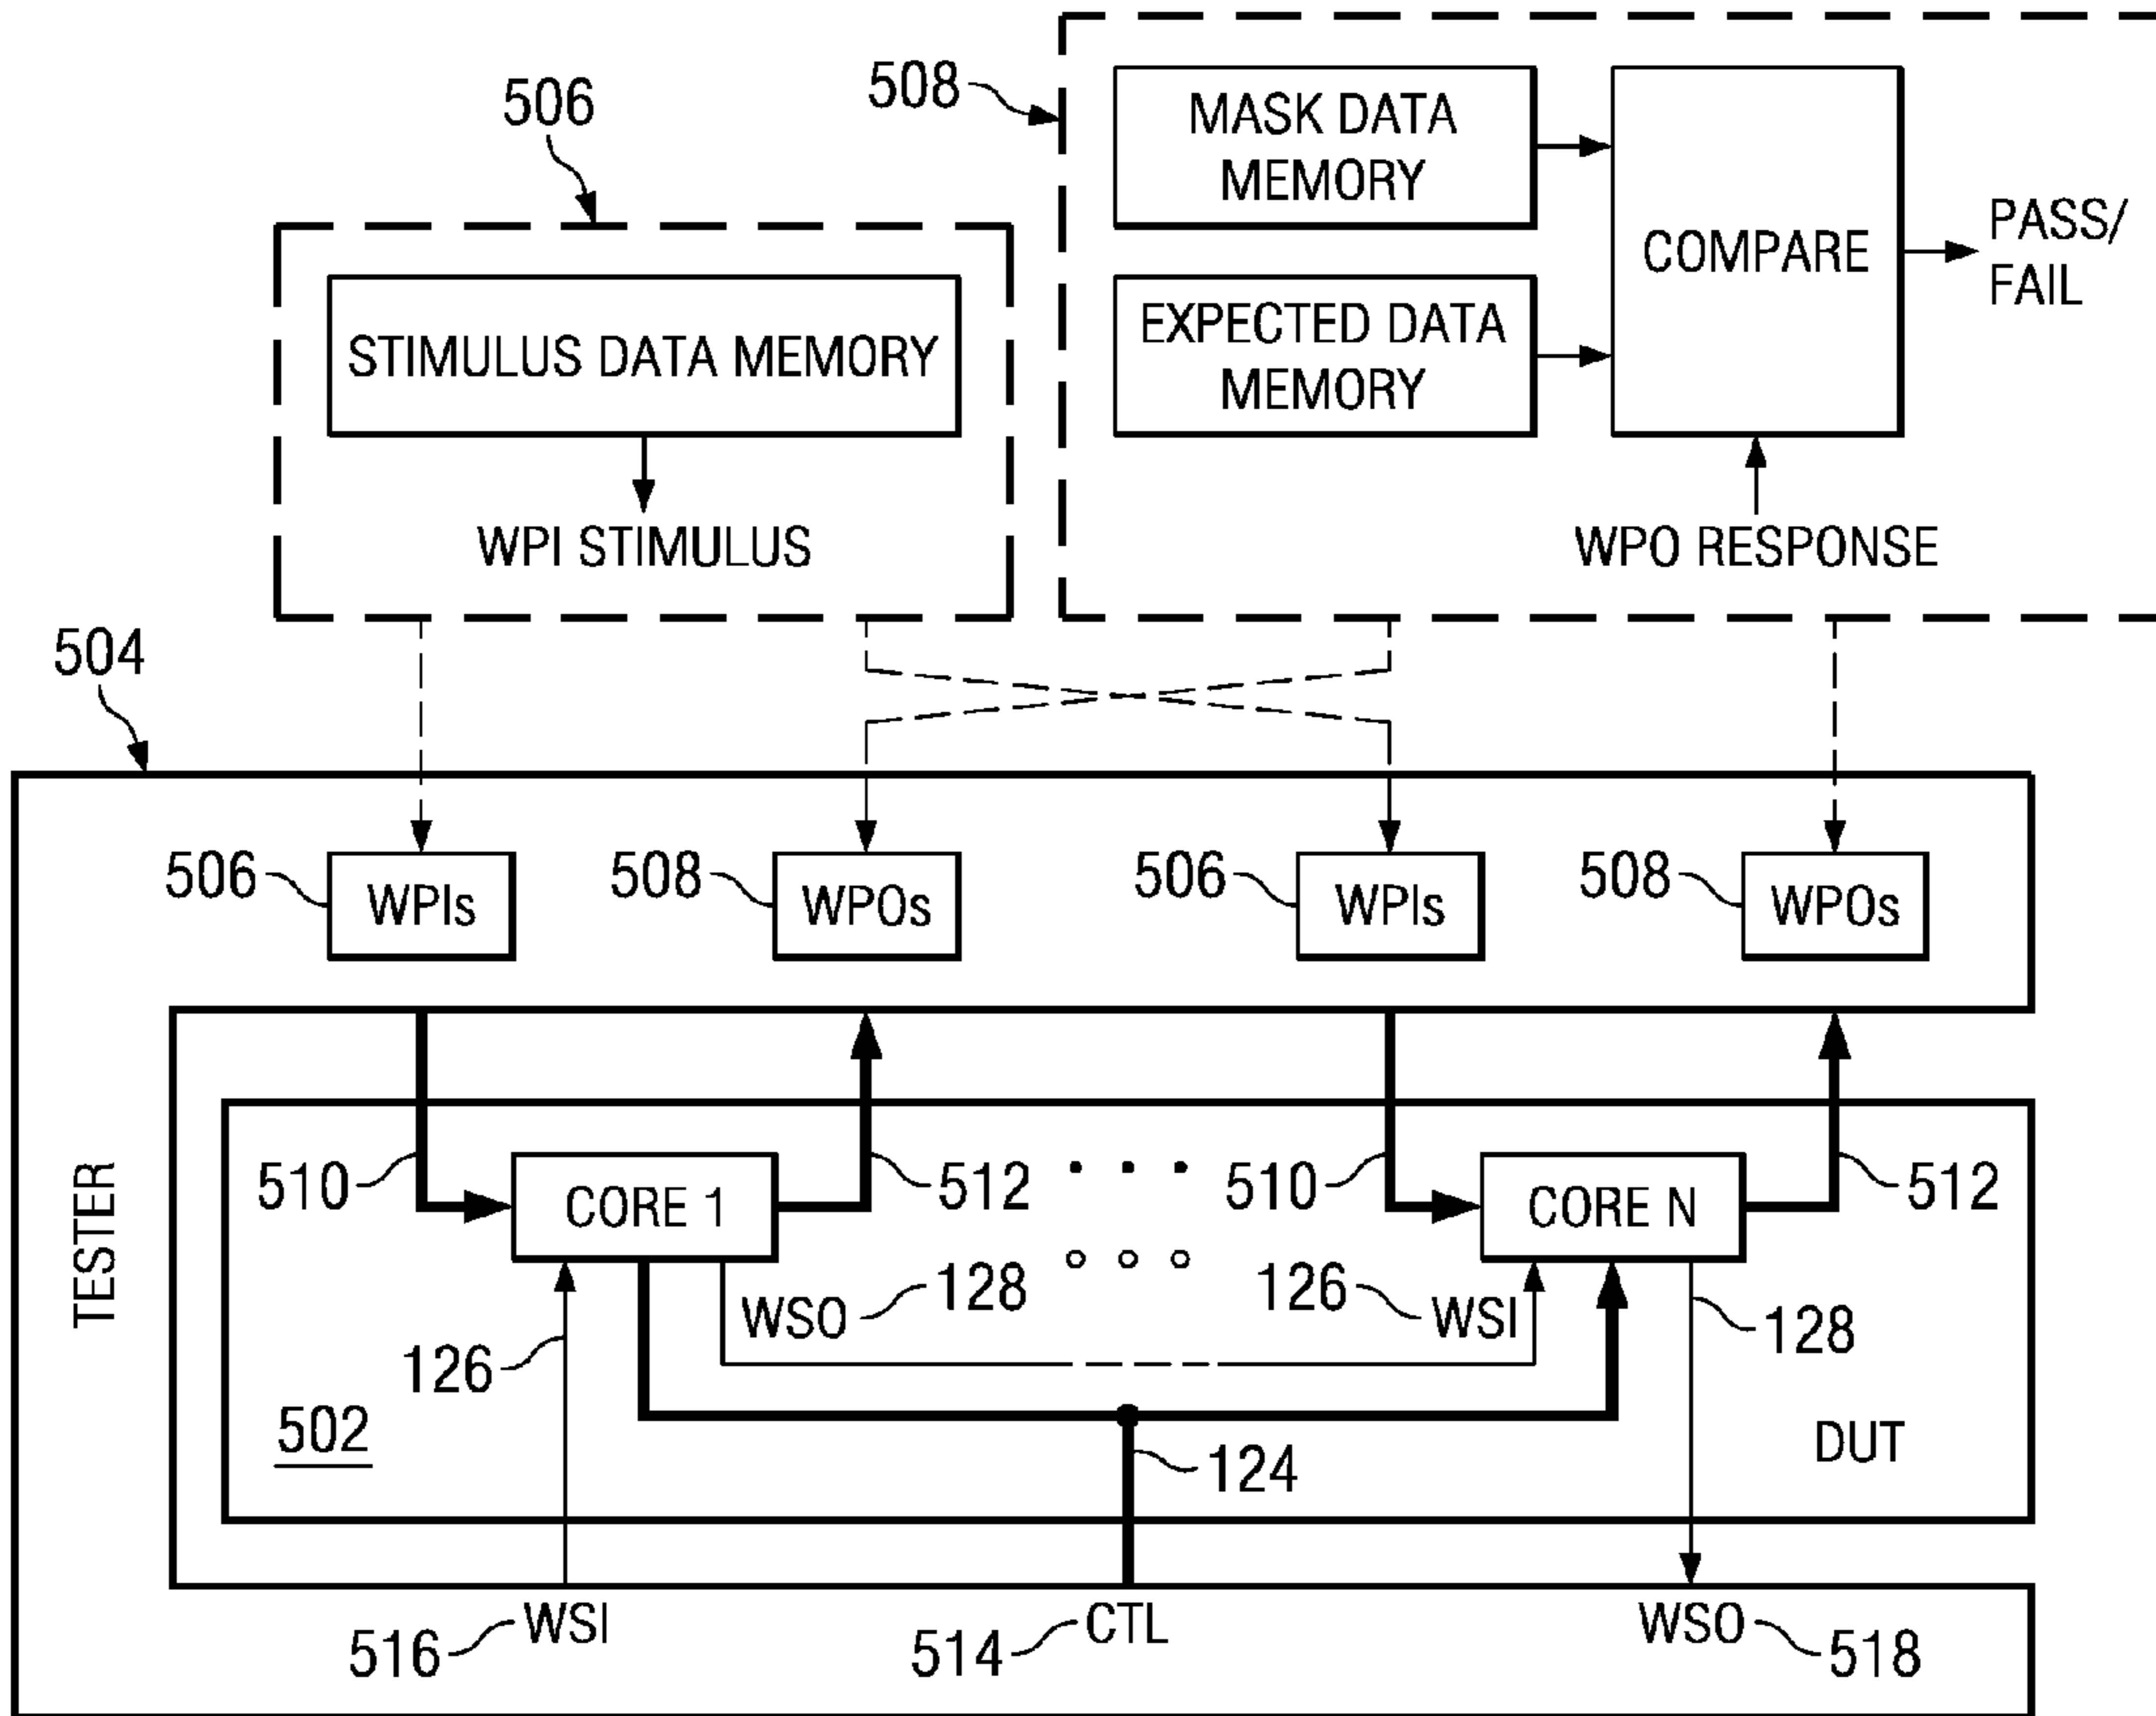 506
508
MASK DATA
MEMORY
EXPECTED DATA
MEMORY
COMPARE
PASS/
FAIL
STIMULUS DATA MEMORY
WPI STIMULUS
WPO RESPONSE
504
506
WPIs
508
WPOs
506
WPIs
508
WPOs
TESTER
510
CORE 1
512
510
CORE N
512
126
WSO
128
126
WSI
128
502
124
DUT
516
WSI
514
CTL
WSO
518